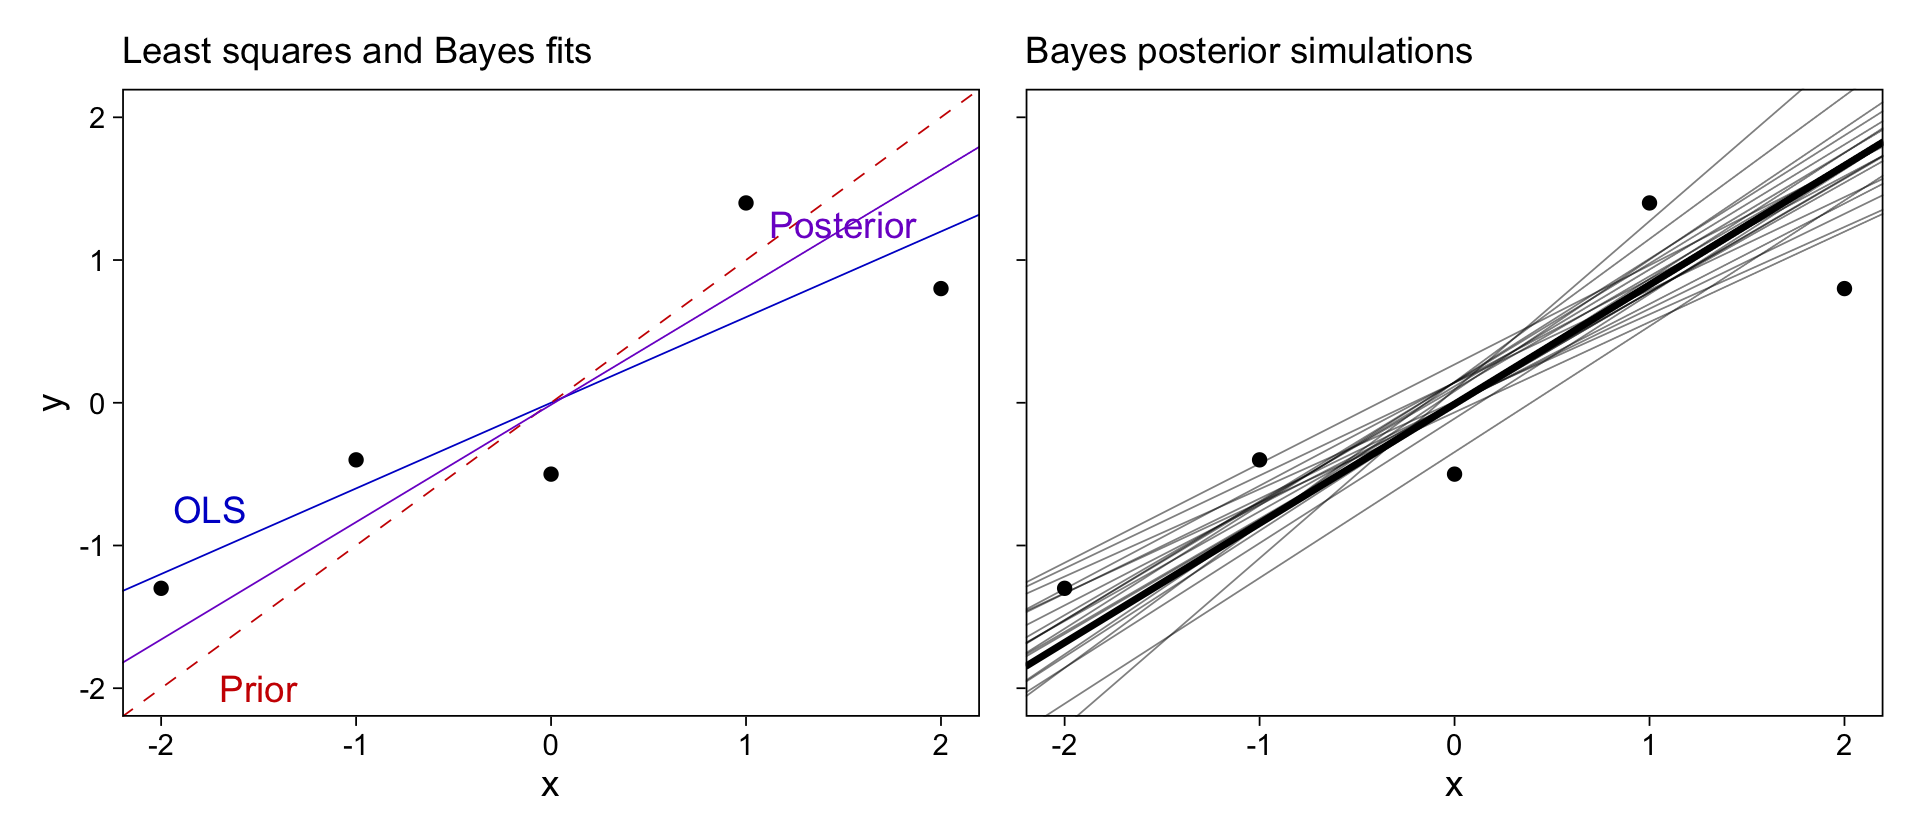 Least squares and Bayes fits
2
1
0
-1
-2
y
Posterior
OLS
Prior
-2 -1 0 1 2
x
Bayes posterior simulations
-2 -1 0 1 2
x